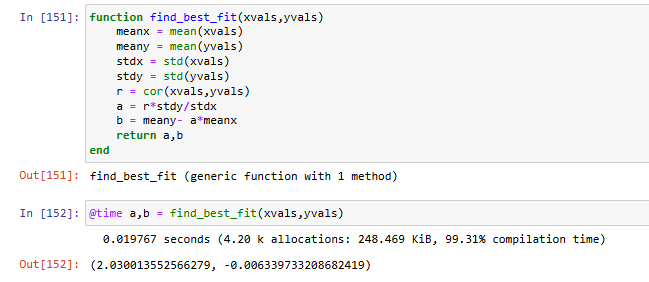 In [151]: function find_best_fit(xvals,yvals)
    meanx = mean(xvals)
    meany = mean(yvals)
    stdx = std(xvals)
    stdy = std(yvals)
    r = cor(xvals,yvals)
    a = r*stdy/stdx
    b = meany- a*meanx
    return a,b
end
Out[151]: find_best_fit (generic function with 1 method)
In [152]: @time a,b = find_best_fit(xvals,yvals)
0.019767 seconds (4.20 k allocations: 248.469 KiB, 99.31% compilation time)
Out[152]: (2.030013552566279, -0.006339733208682419)